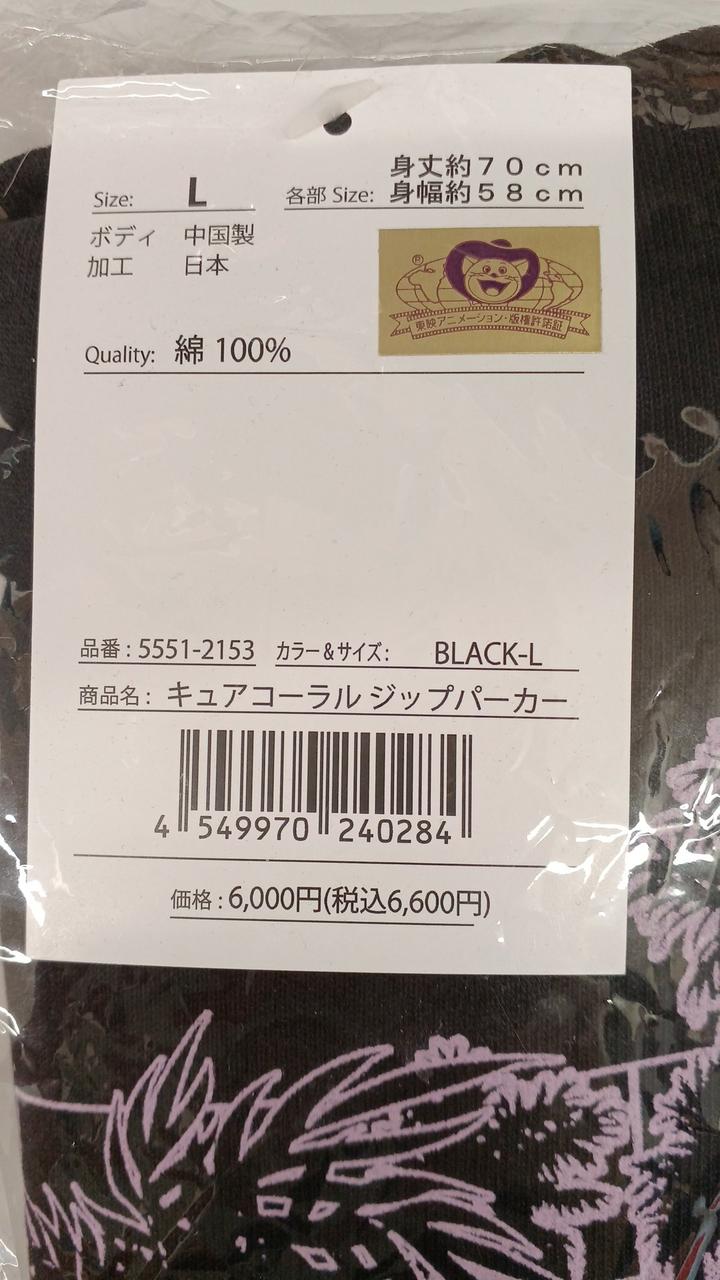 Size: L
各部 Size: 身丈約７０ｃｍ
身幅約５８ｃｍ
ボディ 中国製
加工 日本
®
東映アニメーション・版権許諾証
Quality: 綿 100%
品番 : 5551-2153 カラー＆サイズ: BLACK-L
商品名 : キュアコーラル ジップパーカー
4 549970 240284
価格 : 6,000円(税込6,600円)